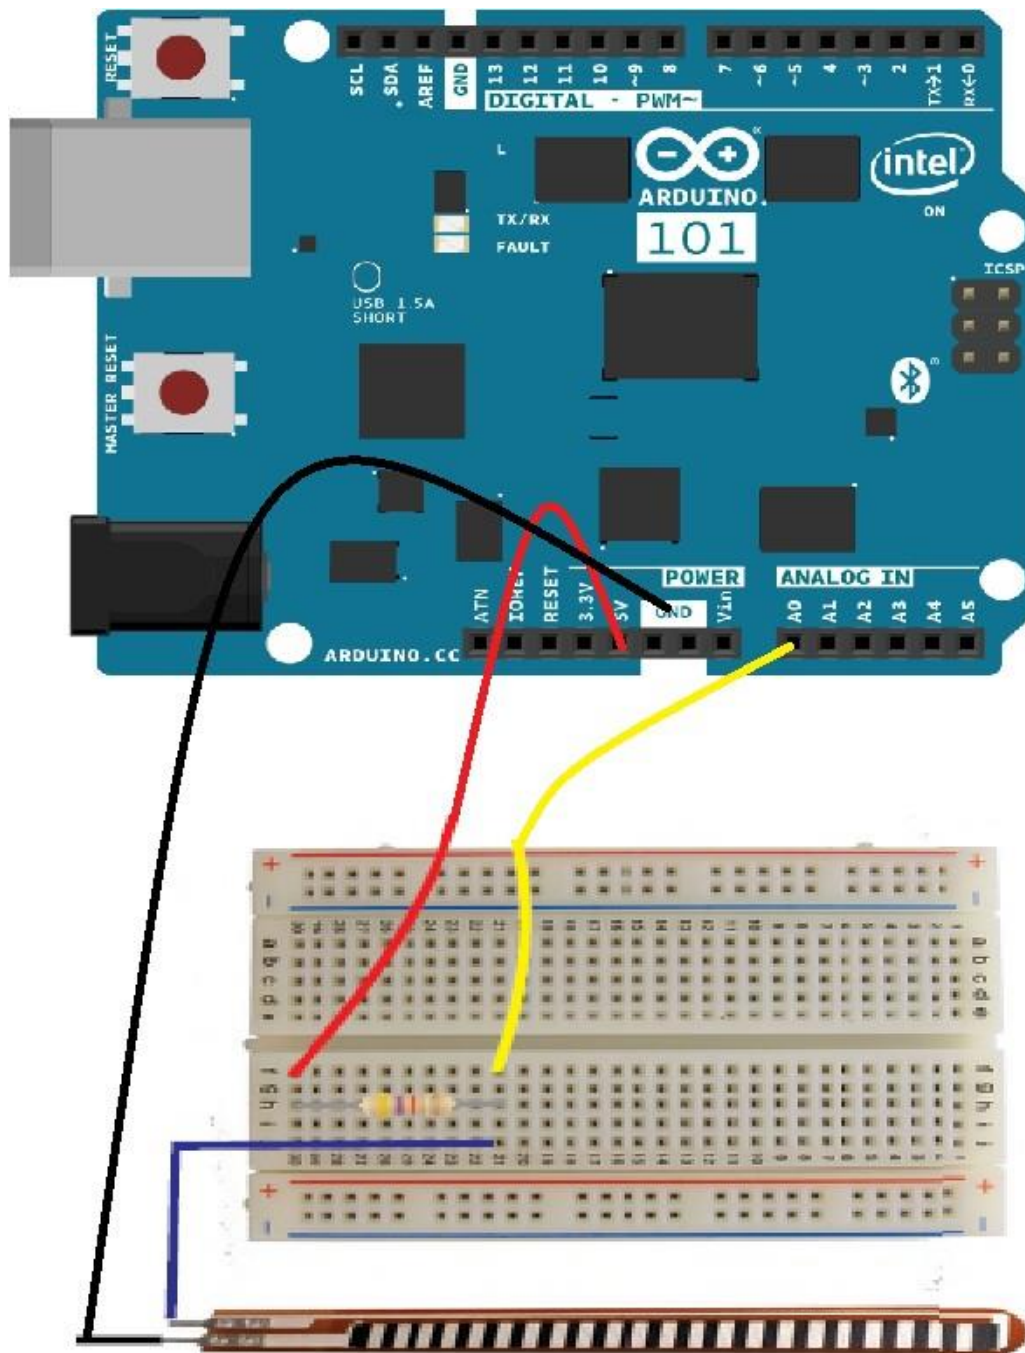 RESET
SCL
SDA
AREF
GND
13
12
11
10
~9
8
7
~6
~5
4
~3
2
TX→1
RX←0
DIGITAL - PWM~
L
TX/RX
FAULT
ARDUINO
101
intel
ON
ICSP
USB 1.5A
SHORT
MASTER RESET
POWER
ANALOG IN
ATN
RESET
3.3V
5V
GND
Vin
A0
A1
A2
A3
A4
A5
ARDUINO.CC
+
-
+
-
a b c d e
a b c d e
+
-
+
-